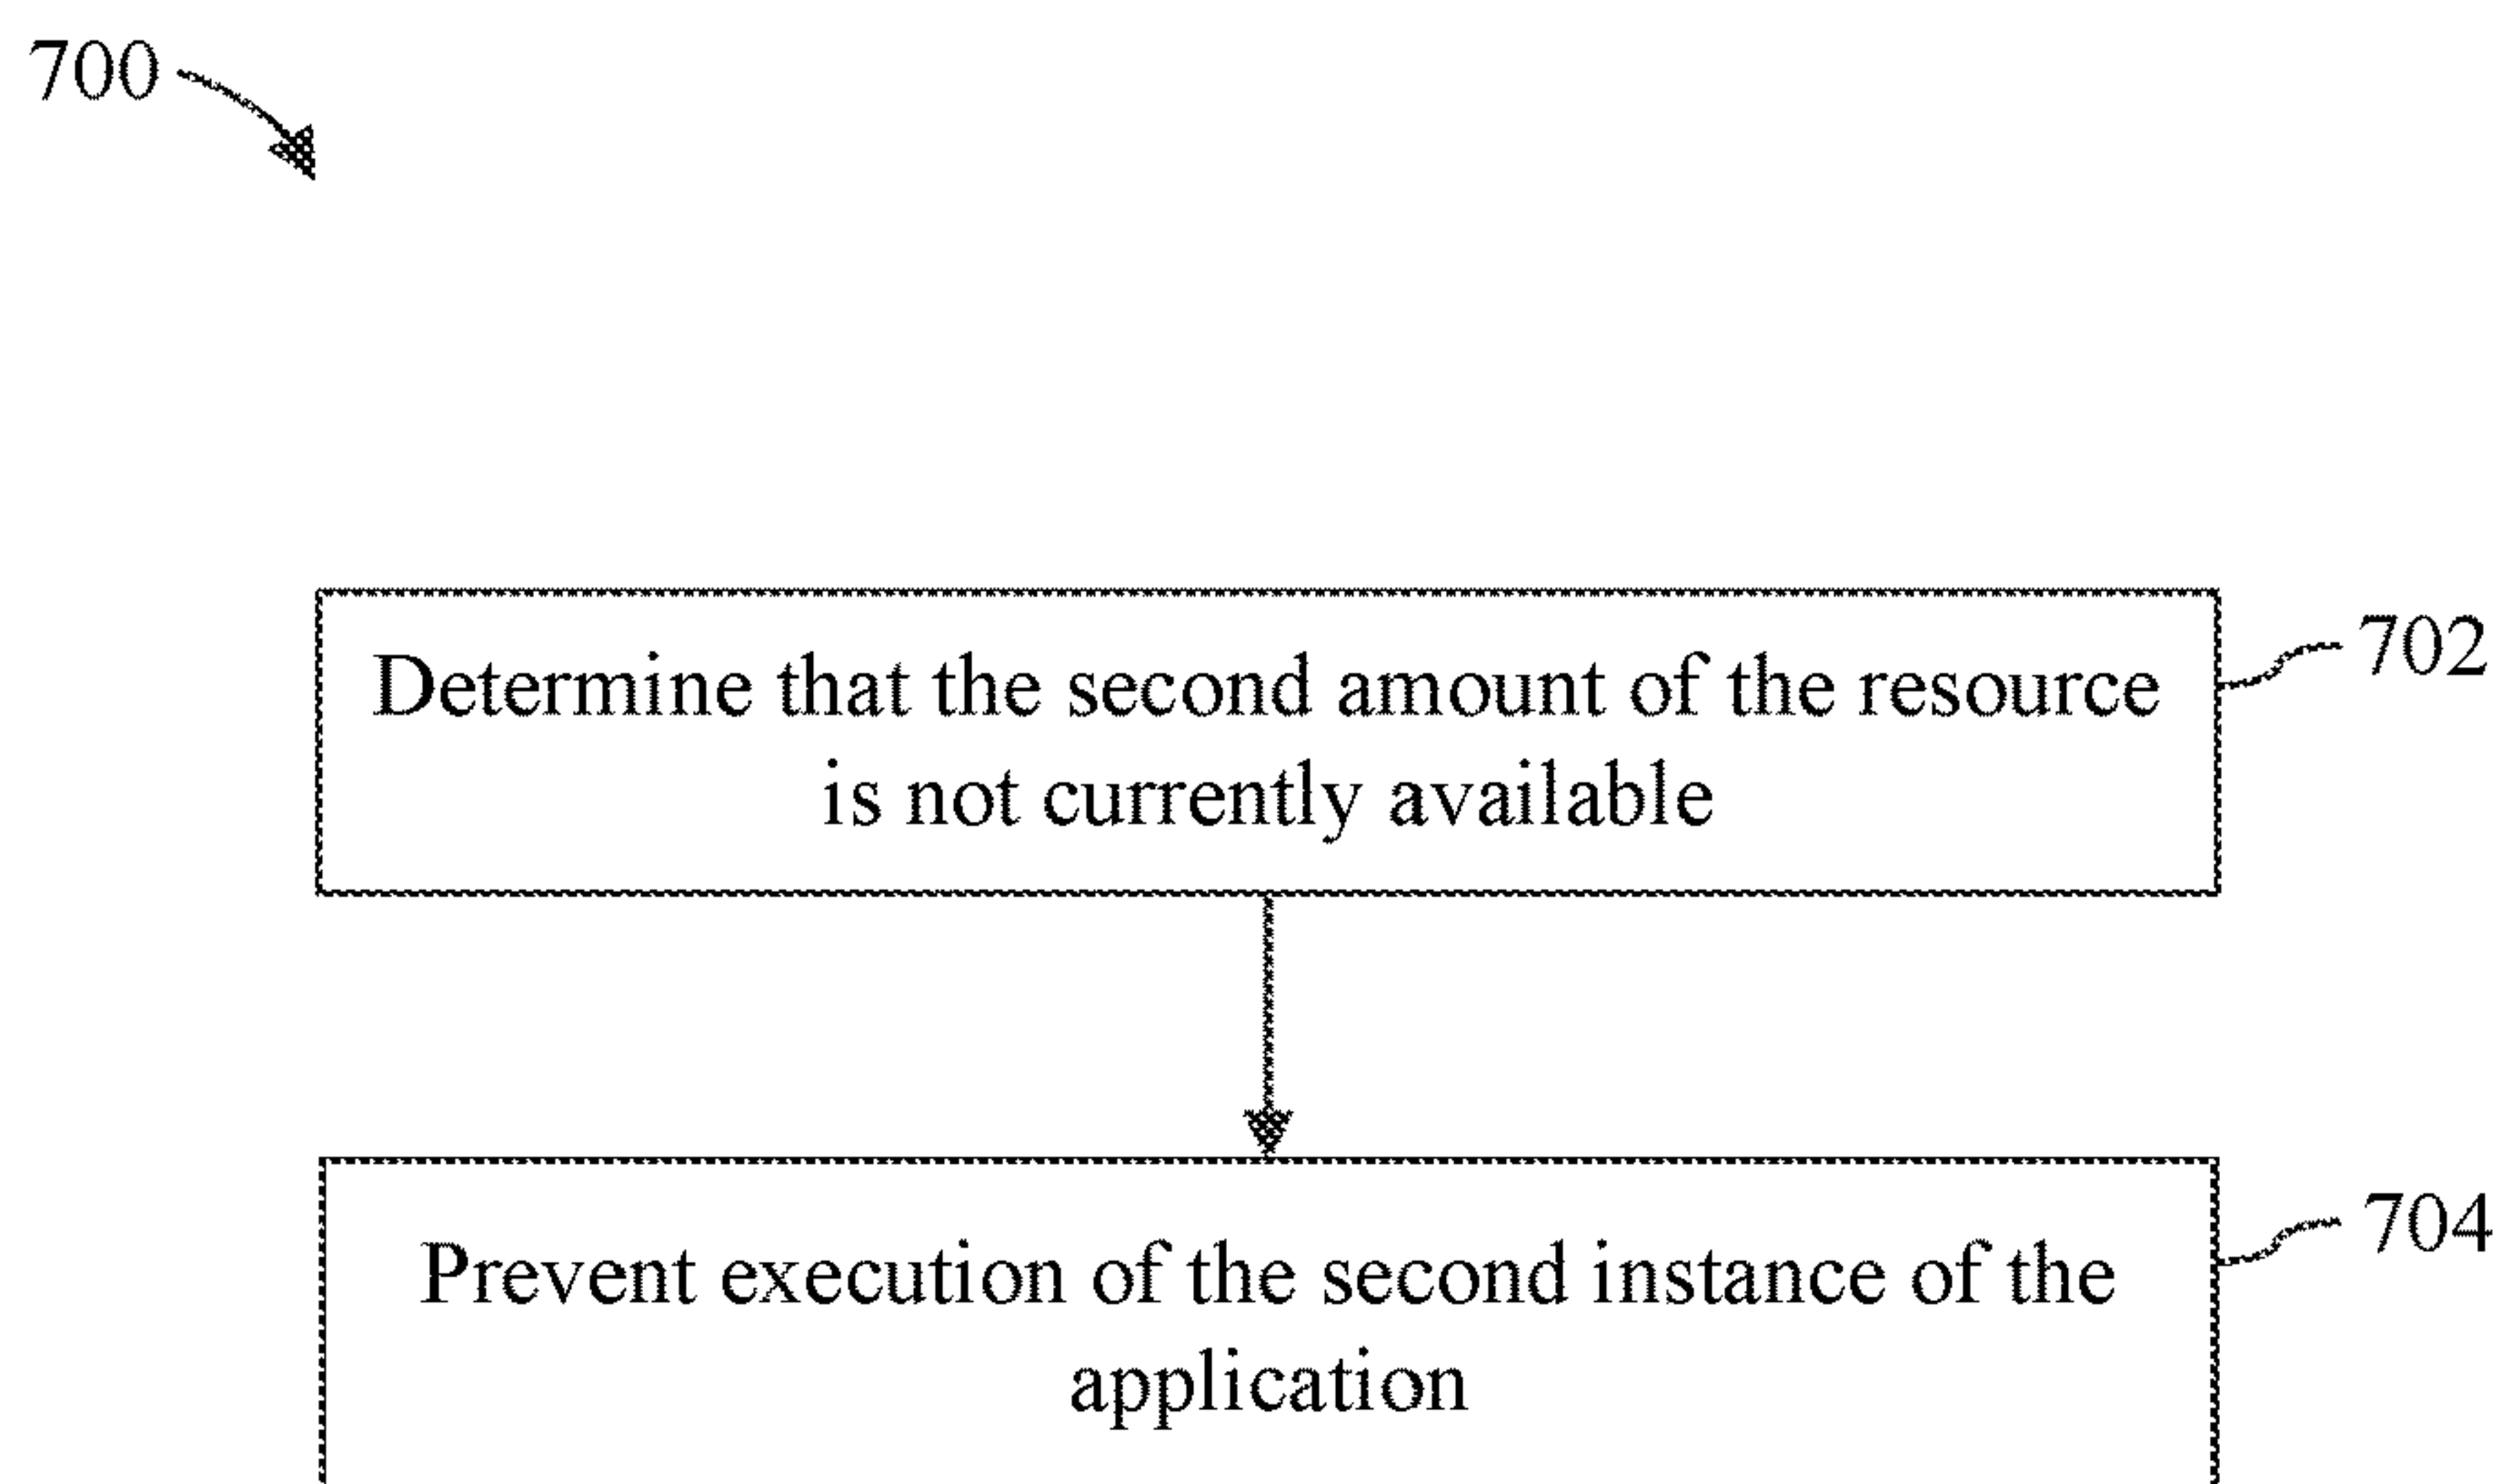 700
Determine that the second amount of the resource
is not currently available
702
Prevent execution of the second instance of the
application
704